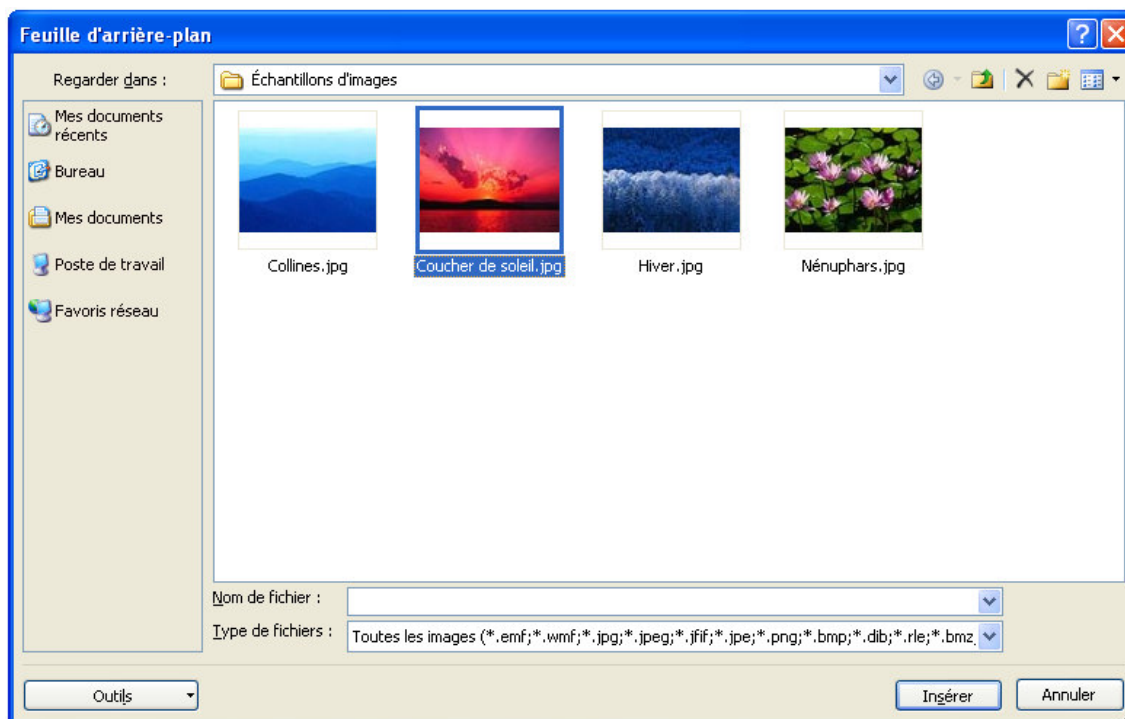 Feuille d'arrière-plan
Regarder dans :
Échantillons d'images
Mes documents
récents
Bureau
Mes documents
Poste de travail
Favoris réseau
Collines.jpg
Coucher de soleil.jpg
Hiver.jpg
Nénuphars.jpg
Nom de fichier :
Type de fichiers :
Toutes les images (*.emf;*.wmf;*.jpg;*.jpeg;*.jfif;*.jpe;*.png;*.bmp;*.dib;*.rle;*.bmz
Outils
Insérer
Annuler